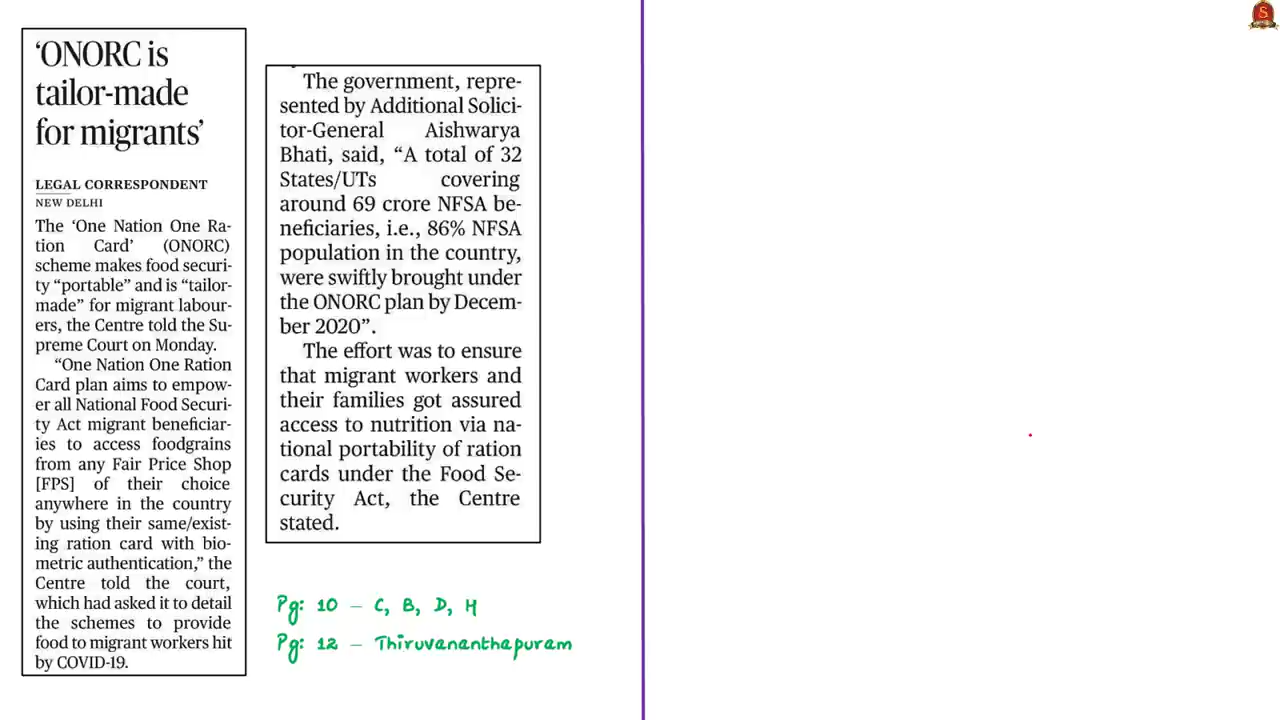 ‘ONORC is
tailor-made
for migrants’
LEGAL CORRESPONDENT
NEW DELHI
The ‘One Nation One Ra-
tion Card’ (ONORC)
scheme makes food securi-
ty “portable” and is “tailor-
made” for migrant labour-
ers, the Centre told the Su-
preme Court on Monday.
“One Nation One Ration
Card plan aims to empow-
er all National Food Securi-
ty Act migrant beneficiar-
ies to access foodgrains
from any Fair Price Shop
[FPS] of their choice
anywhere in the country
by using their same/exist-
ing ration card with bio-
metric authentication,” the
Centre told the court,
which had asked it to detail
the schemes to provide
food to migrant workers hit
by COVID-19.
The government, repre-
sented by Additional Solici-
tor-General Aishwarya
Bhati, said, “A total of 32
States/UTs covering
around 69 crore NFSA be-
neficiaries, i.e., 86% NFSA
population in the country,
were swiftly brought under
the ONORC plan by Decem-
ber 2020”.
The effort was to ensure
that migrant workers and
their families got assured
access to nutrition via na-
tional portability of ration
cards under the Food Se-
curity Act, the Centre
stated.
Pg: 10 – C, B, D, H
Pg: 12 – Thiruvananthapuram
S